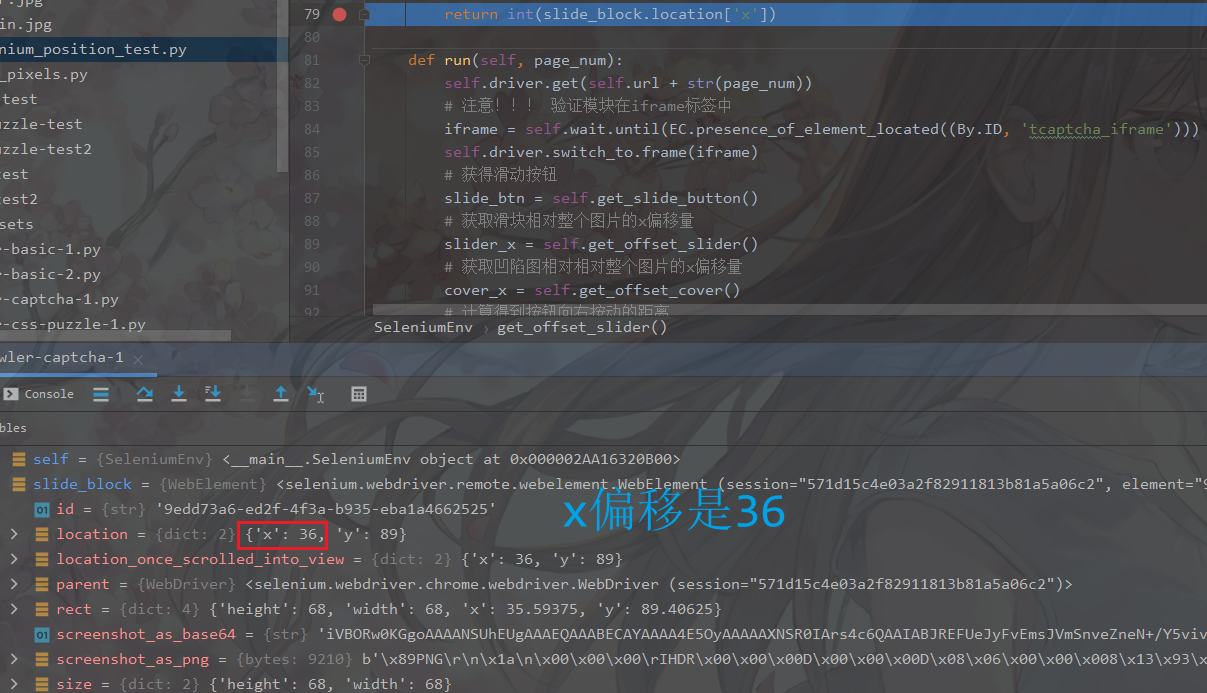 .jpg
in.jpg
nium_position_test.py
_pixels.py
test
uzzle-test
uzzle-test2
est
est2
sets
-basic-1.py
-basic-2.py
-captcha-1.py
-css-puzzle-1.py
79 return int(slide_block.location['x'])
80
81 def run(self, page_num):
82 self.driver.get(self.url + str(page_num))
83 # 注意！！！ 验证模块在iframe标签中
84 iframe = self.wait.until(EC.presence_of_element_located((By.ID, 'tcaptcha_iframe')))
85 self.driver.switch_to.frame(iframe)
86 # 获得滑动按钮
87 slide_btn = self.get_slide_button()
88 # 获取滑块相对整个图片的x偏移量
89 slider_x = self.get_offset_slider()
90 # 获取凹陷图相对相对整个图片的x偏移量
91 cover_x = self.get_offset_cover()
92 # 计算得到按钮向右按动的距离
SeleniumEnv › get_offset_slider()
wler-captcha-1 ×
Console
bles
self = {SeleniumEnv} <__main__.SeleniumEnv object at 0x000002AA16320B00>
slide_block = {WebElement} <selenium.webdriver.remote.webelement.WebElement (session="571d15c4e03a2f82911813b81a5a06c2", element="9
id = {str} '9edd73a6-ed2f-4f3a-b935-eba1a4662525'
x偏移是36
location = {dict: 2} {'x': 36, 'y': 89}
location_once_scrolled_into_view = {dict: 2} {'x': 36, 'y': 89}
parent = {WebDriver} <selenium.webdriver.chrome.webdriver.WebDriver (session="571d15c4e03a2f82911813b81a5a06c2")>
rect = {dict: 4} {'height': 68, 'width': 68, 'x': 35.59375, 'y': 89.40625}
screenshot_as_base64 = {str} 'iVBORw0KGgoAAAANSUhEUgAAAEQAAABECAYAAAA4E5OyAAAAAXNSR0IArs4c6QAAIABJREFUeJyFvEmsJVmSnveZneN+/Y5viv
screenshot_as_png = {bytes: 9210} b'\x89PNG\r\n\x1a\n\x00\x00\x00\rIHDR\x00\x00\x00D\x00\x00\x00D\x08\x06\x00\x00\x008\x13\x93\x
size = {dict: 2} {'height': 68, 'width': 68}